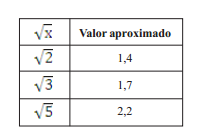 √x Valor aproximado
√2 1,4
√3 1,7
√5 2,2